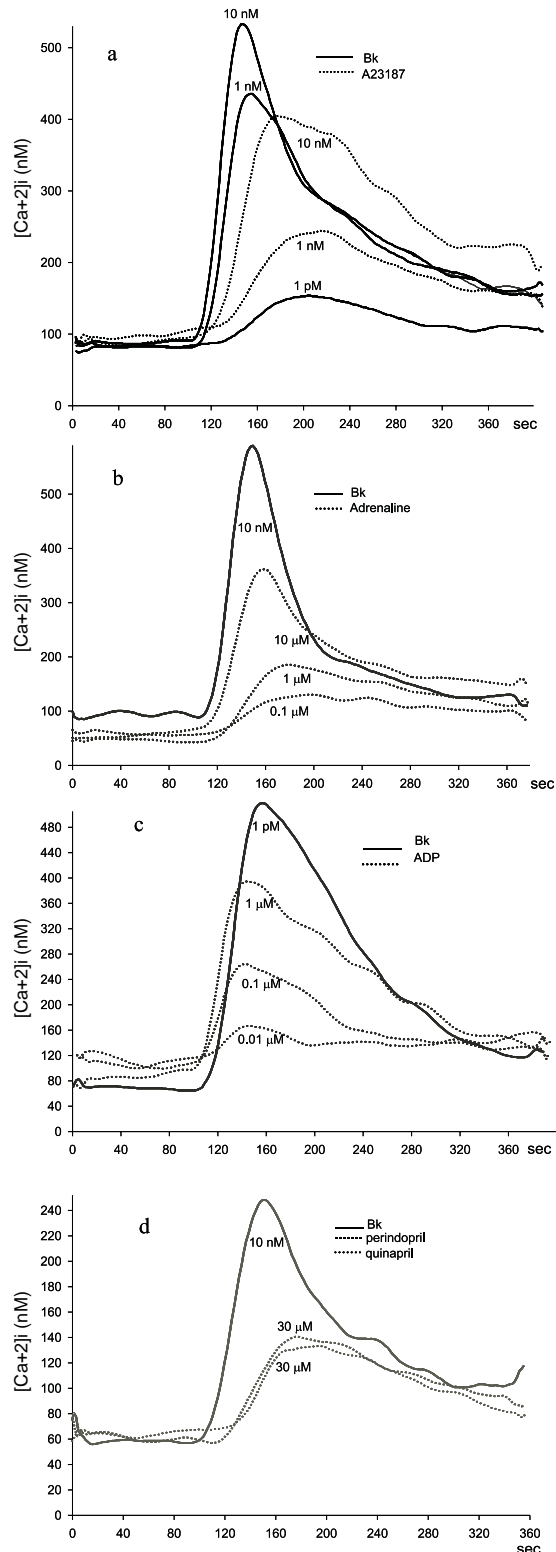 10 nM
a
Bk
A23187
500
1 nM
400
10 nM
[Ca+2]i (nM)
300
1 nM
200
1 pM
100
0
0 40 80 120 160 200 240 280 320 360 sec
b
Bk
Adrenaline
500
10 nM
400
[Ca+2]i (nM)
300
200
10 μM
1 μM
100
0.1 μM
0
0 40 80 120 160 200 240 280 320 360 sec
c
Bk
ADP
1 pM
480
440
400
360
1 μM
320
[Ca+2]i (nM)
280
240
0.1 μM
200
160
0.01 μM
120
80
40
0
0 40 80 120 160 200 240 280 320 360 sec
d
Bk
perindopril
quinapril
240
220
10 nM
200
180
160
[Ca+2]i (nM)
140
30 μM
120
30 μM
100
80
60
40
20
0
0 40 80 120 160 200 240 280 320 360
sec